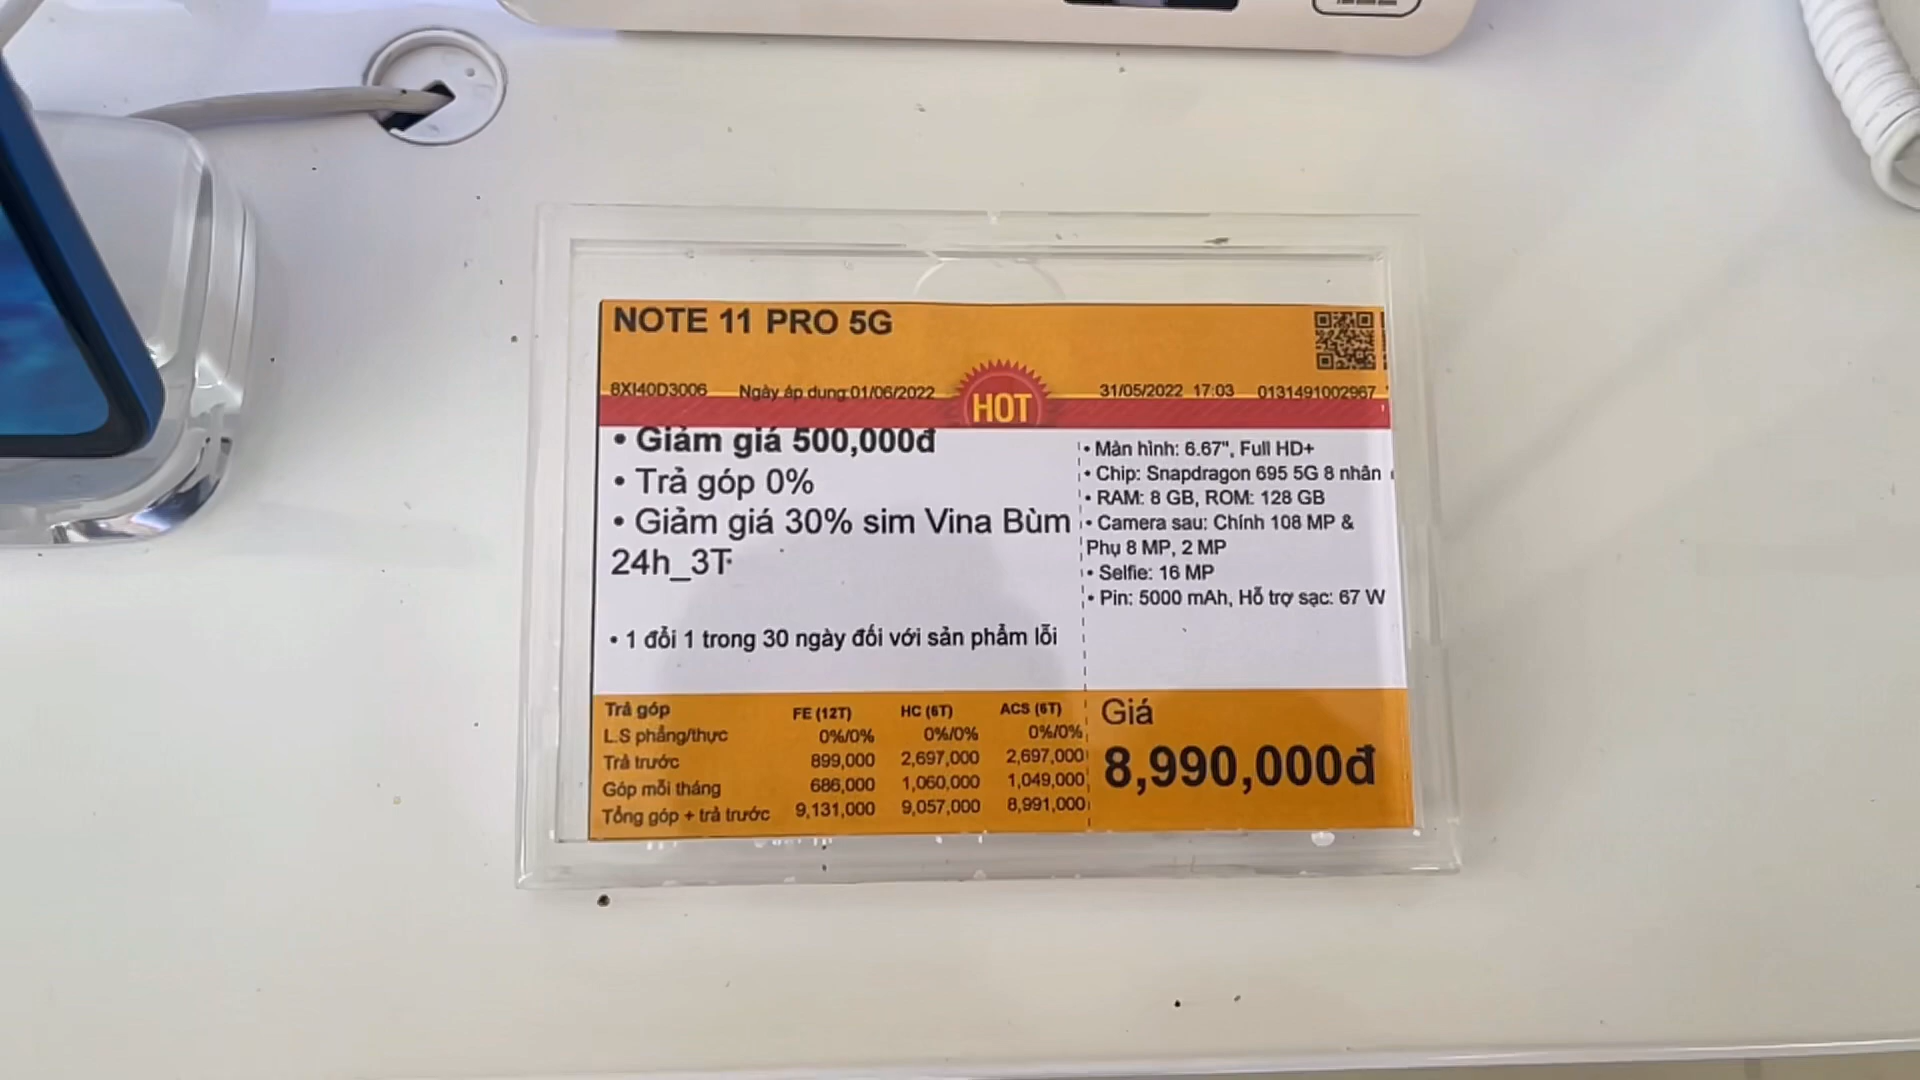 NOTE 11 PRO 5G
8XI40D3006 Ngày áp dụng:01/06/2022 31/05/2022 17:03 0131491002967
HOT
• Giảm giá 500,000đ
• Trả góp 0%
• Giảm giá 30% sim Vina Bùm
24h_3T
• 1 đổi 1 trong 30 ngày đối với sản phẩm lỗi
• Màn hình: 6.67", Full HD+
• Chip: Snapdragon 695 5G 8 nhân
• RAM: 8 GB, ROM: 128 GB
• Camera sau: Chính 108 MP &
Phụ 8 MP, 2 MP
• Selfie: 16 MP
• Pin: 5000 mAh, Hỗ trợ sạc: 67 W
Trả góp FE (12T) HC (6T) ACS (6T)
L.S phẳng/thực 0%/0% 0%/0% 0%/0%
Trả trước 899,000 2,697,000 2,697,000
Góp mỗi tháng 686,000 1,060,000 1,049,000
Tổng góp + trả trước 9,131,000 9,057,000 8,991,000
Giá
8,990,000đ